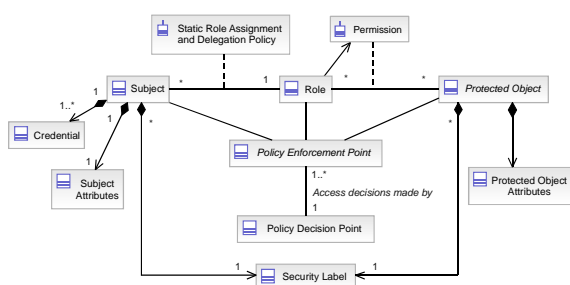 Static Role Assignment
and Delegation Policy
Permission
1
*
1
*
*
Subject
Role
Protected Object
1..*
1
*
*
Credential
1
Policy Enforcement Point
Subject
Attributes
1..*
Access decisions made by
Protected Object
Attributes
1
Policy Decision Point
1
1
Security Label